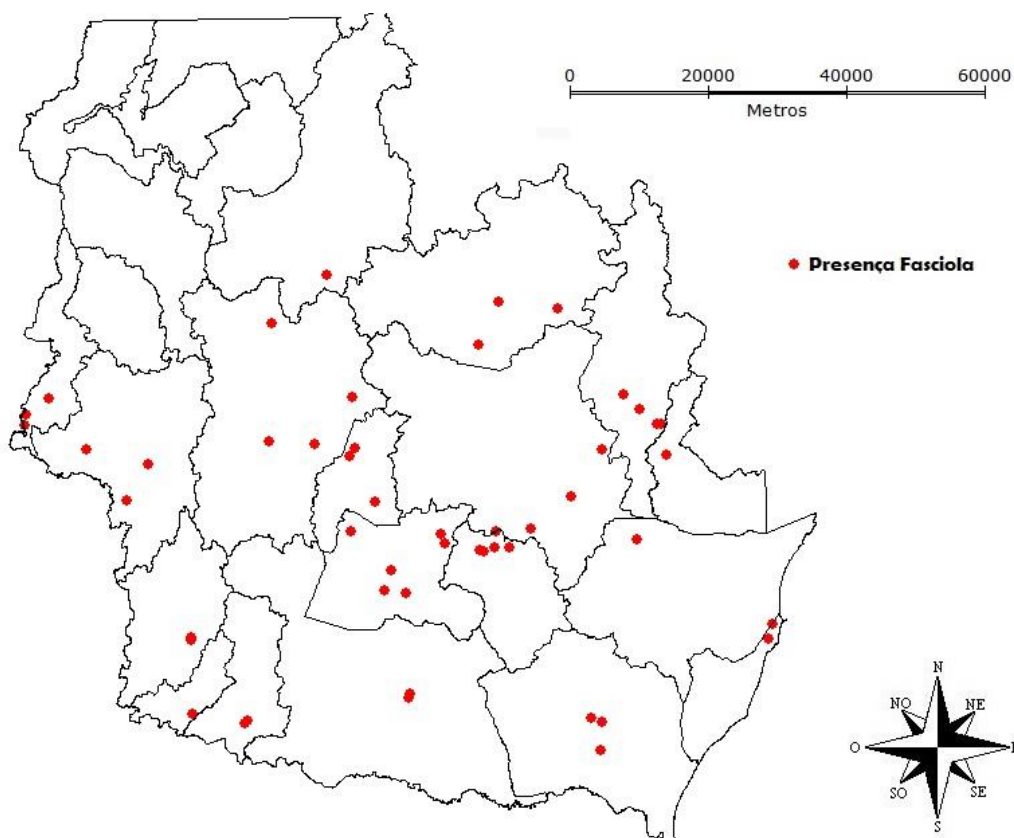 0 20000 40000 60000
Metros
Presença Fasciola
N
NO NE
O E
SO SE
S